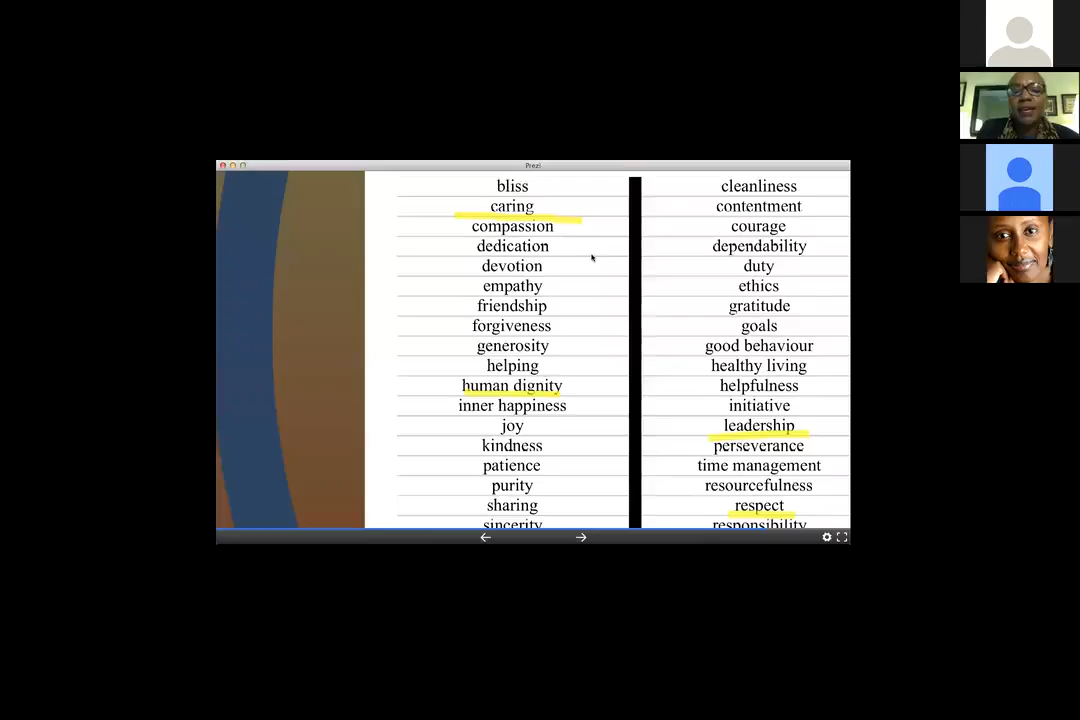 Prezi
bliss
caring
compassion
dedication
devotion
empathy
friendship
forgiveness
generosity
helping
human dignity
inner happiness
joy
kindness
patience
purity
sharing
sincerity
cleanliness
contentment
courage
dependability
duty
ethics
gratitude
goals
good behaviour
healthy living
helpfulness
initiative
leadership
perseverance
time management
resourcefulness
respect
responsibility